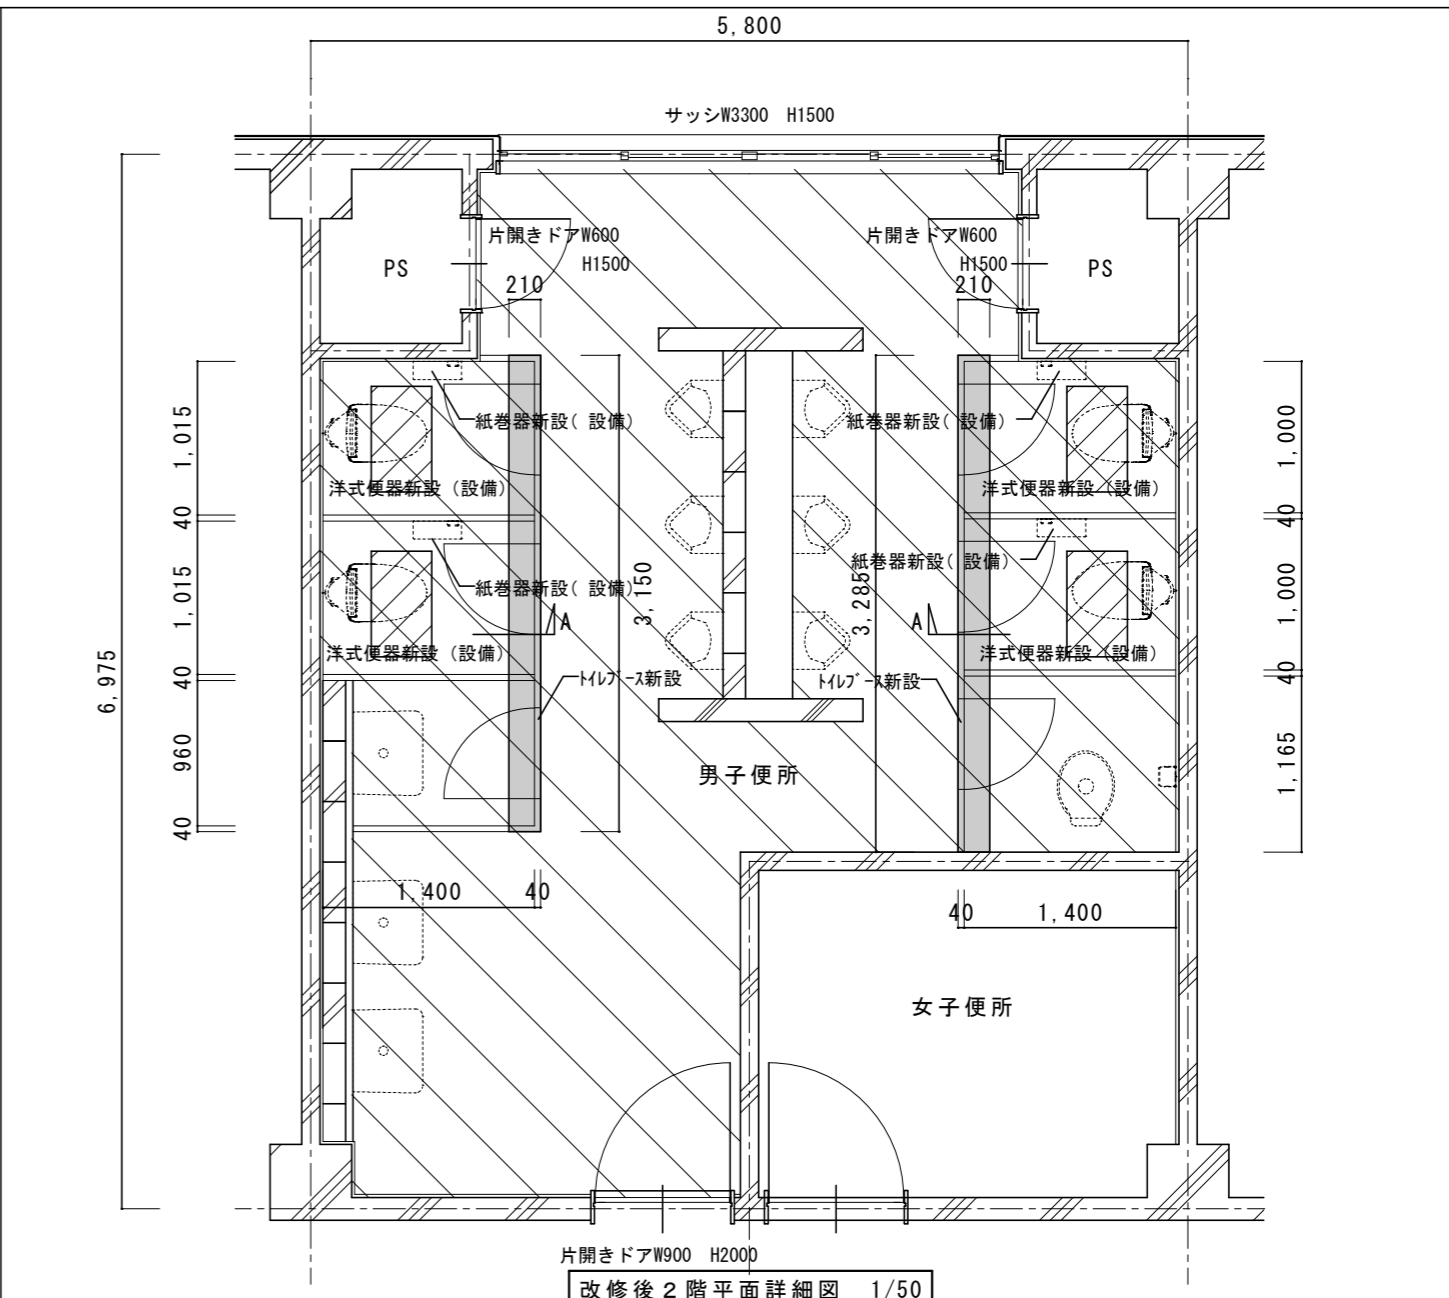 5,800
サッシW3300 H1500
片開きドアW600
H1500
片開きドアW600
H1500
PS
PS
210
210
紙巻器新設( 設備)
紙巻器新設( 設備)
1,015
1,000
洋式便器新設（設備）
洋式便器新設（設備）
40
40
紙巻器新設( 設備)
紙巻器新設( 設備)
1,015
3,150
3,285
1,000
A
A
洋式便器新設（設備）
洋式便器新設（設備）
6,975
40
40
ﾄｲﾚﾌﾞｰｽ新設
ﾄｲﾚﾌﾞｰｽ新設
960
男子便所
1,165
40
1,400
40
40
1,400
女子便所
片開きドアW900 H2000
改修後２階平面詳細図 1/50